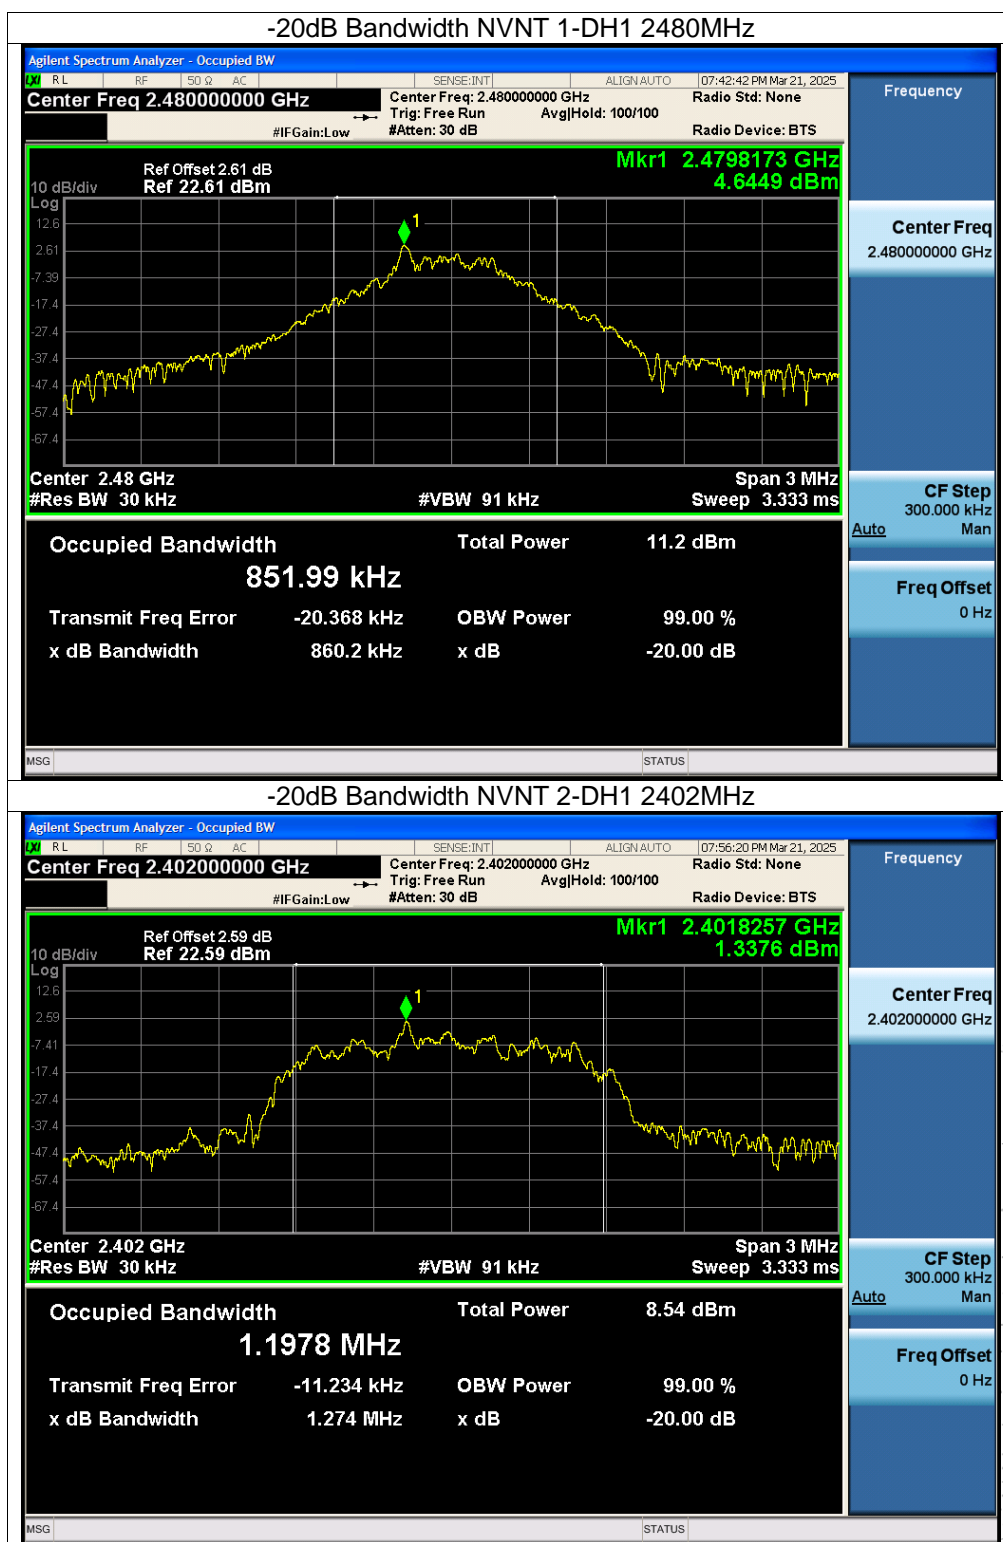 -20dB Bandwidth NVNT 1-DH1 2480MHz
Agilent Spectrum Analyzer - Occupied BW
LXI RL RF 50 Ω AC SENSE:INT ALIGN AUTO 07:42:42 PM Mar 21, 2025
Center Freq 2.480000000 GHz
Center Freq: 2.480000000 GHz Radio Std: None
Trig: Free Run Avg|Hold: 100/100
#IFGain:Low #Atten: 30 dB Radio Device: BTS
Frequency
Mkr1 2.4798173 GHz
4.6449 dBm
Ref Offset 2.61 dB
10 dB/div Ref 22.61 dBm
Log
12.6
2.61
-7.39
-17.4
-27.4
-37.4
-47.4
-57.4
-67.4
1
Center Freq
2.480000000 GHz
Center 2.48 GHz Span 3 MHz
#Res BW 30 kHz #VBW 91 kHz Sweep 3.333 ms
CF Step
300.000 kHz
Auto Man
Occupied Bandwidth Total Power 11.2 dBm
851.99 kHz
Freq Offset
0 Hz
Transmit Freq Error -20.368 kHz OBW Power 99.00 %
x dB Bandwidth 860.2 kHz x dB -20.00 dB
MSG STATUS
-20dB Bandwidth NVNT 2-DH1 2402MHz
Agilent Spectrum Analyzer - Occupied BW
LXI RL RF 50 Ω AC SENSE:INT ALIGN AUTO 07:56:20 PM Mar 21, 2025
Center Freq 2.402000000 GHz
Center Freq: 2.402000000 GHz Radio Std: None
Trig: Free Run Avg|Hold: 100/100
#IFGain:Low #Atten: 30 dB Radio Device: BTS
Frequency
Mkr1 2.4018257 GHz
1.3376 dBm
Ref Offset 2.59 dB
10 dB/div Ref 22.59 dBm
Log
12.6
2.59
-7.41
-17.4
-27.4
-37.4
-47.4
-57.4
-67.4
1
Center Freq
2.402000000 GHz
Center 2.402 GHz Span 3 MHz
#Res BW 30 kHz #VBW 91 kHz Sweep 3.333 ms
CF Step
300.000 kHz
Auto Man
Occupied Bandwidth Total Power 8.54 dBm
1.1978 MHz
Freq Offset
0 Hz
Transmit Freq Error -11.234 kHz OBW Power 99.00 %
x dB Bandwidth 1.274 MHz x dB -20.00 dB
MSG STATUS